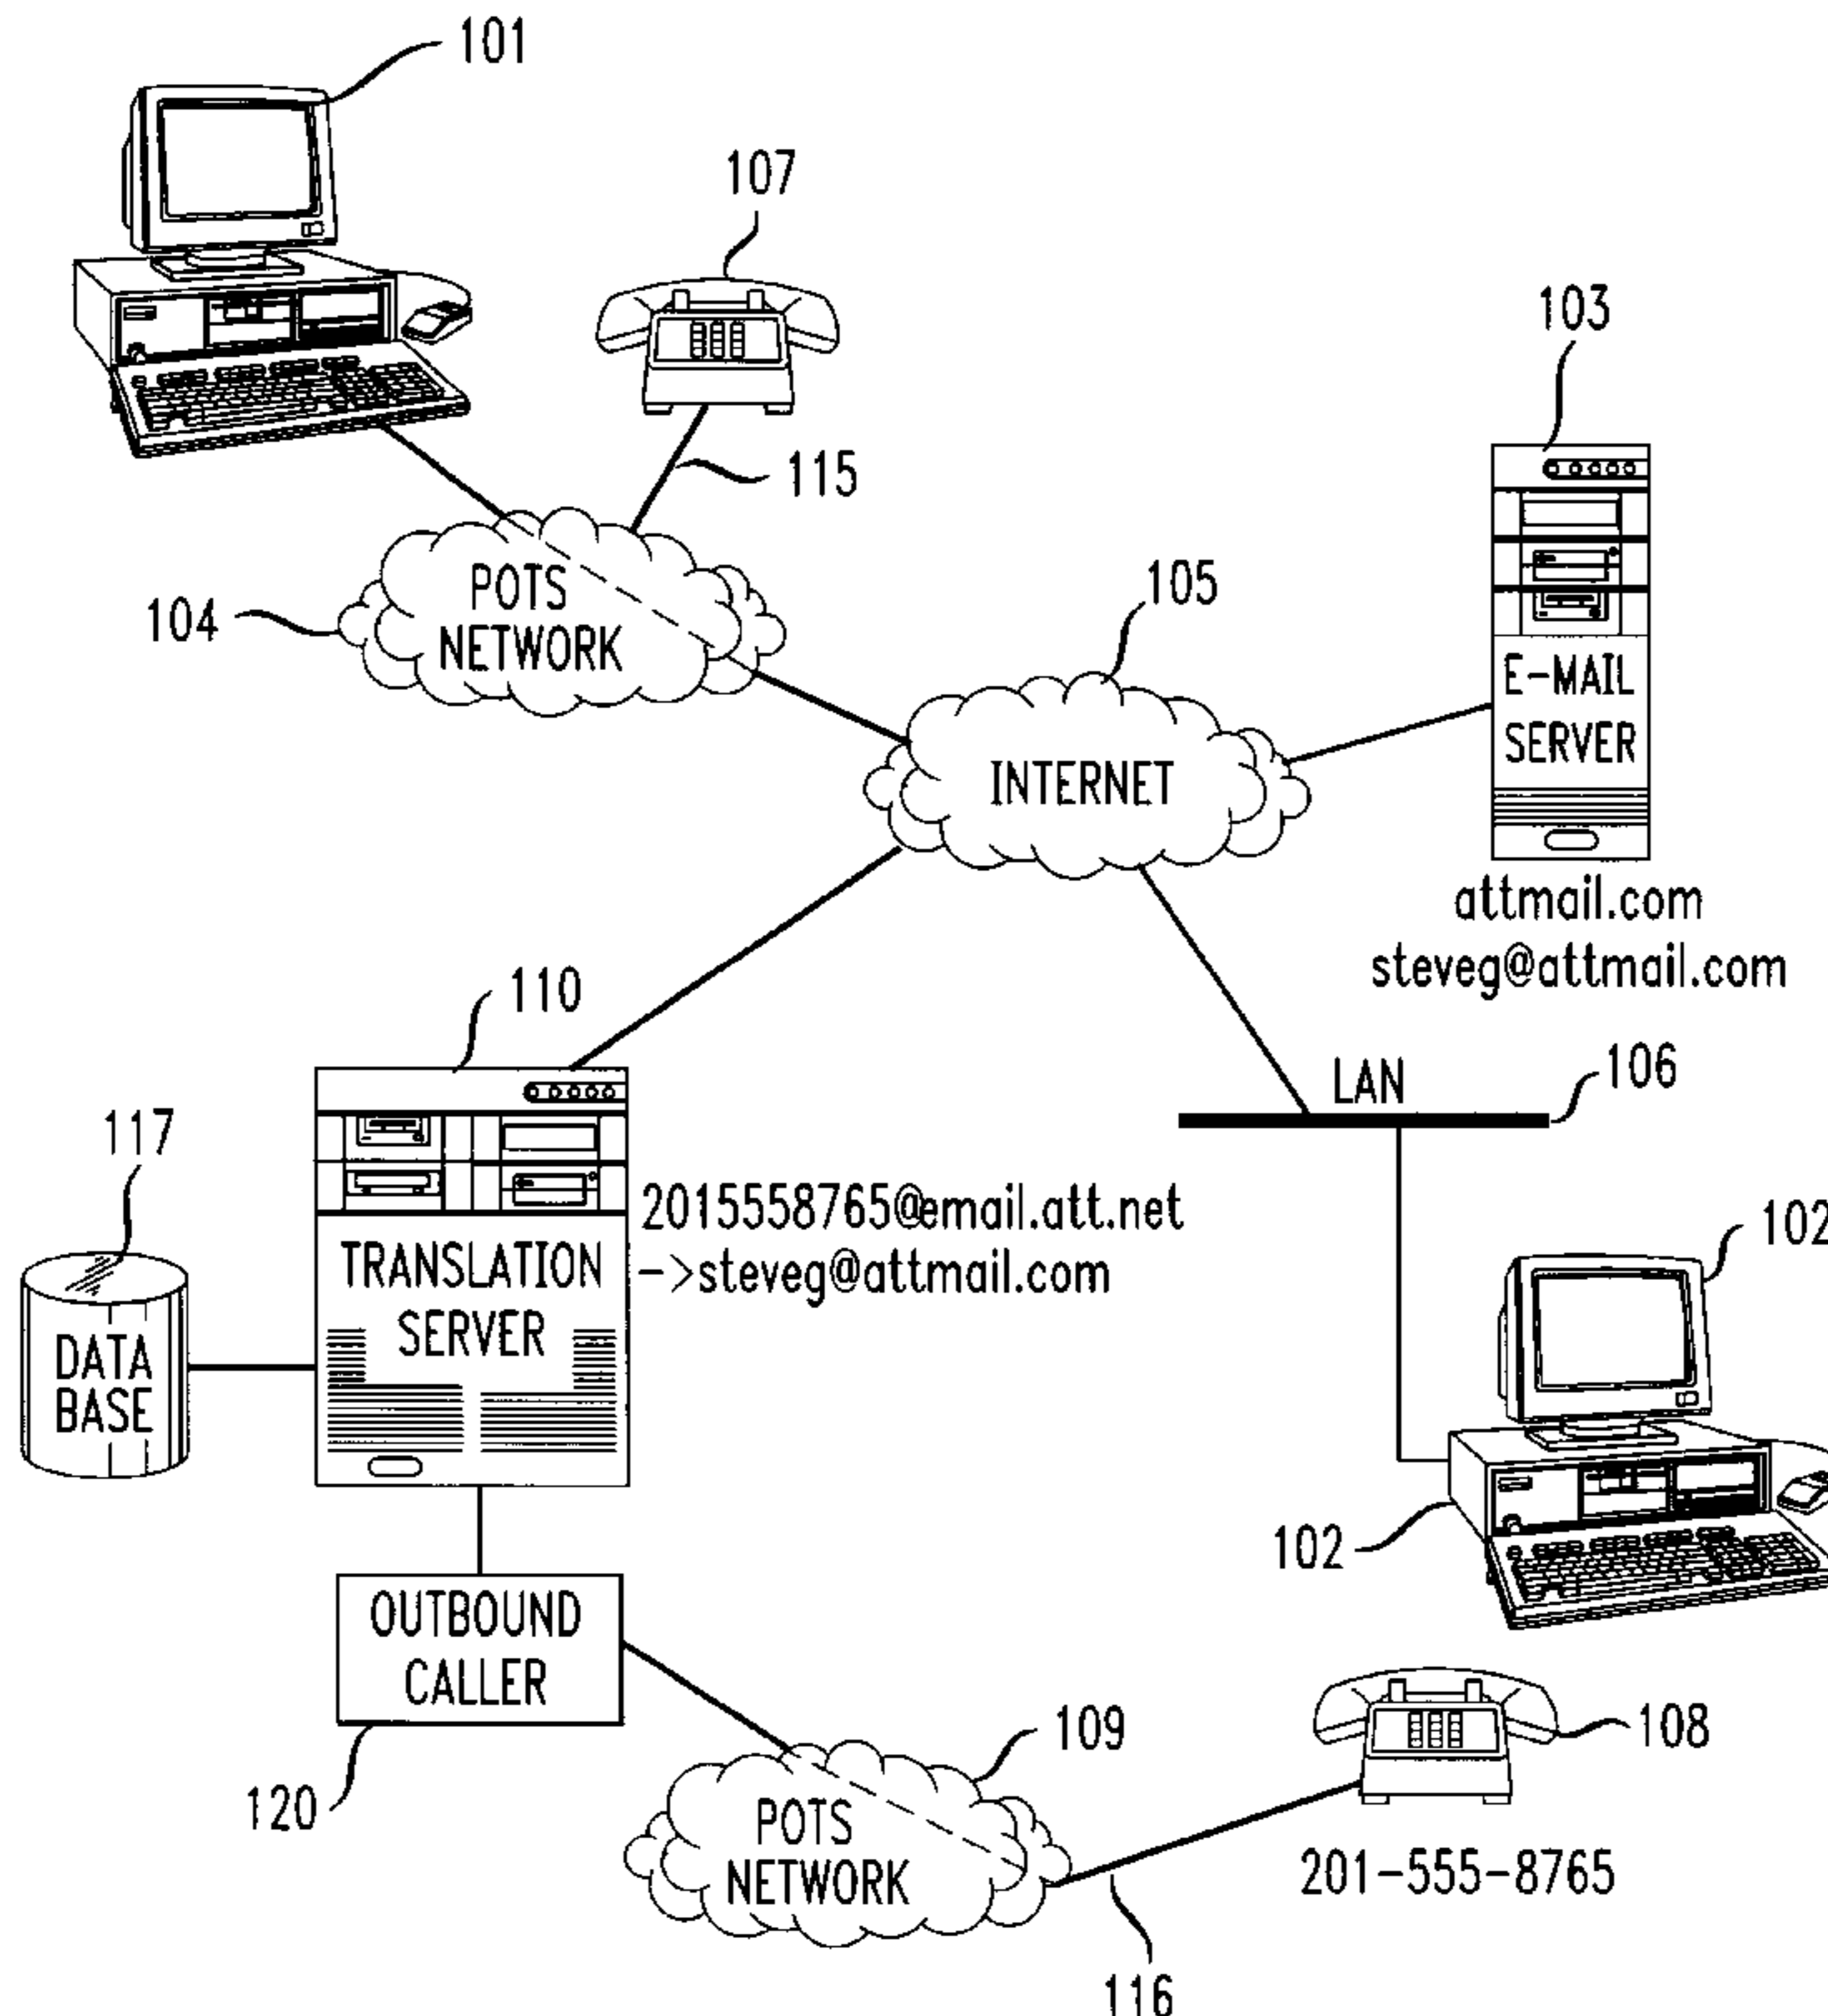 101
107
103
115
104
POTS
NETWORK
105
E-MAIL
SERVER
INTERNET
attmail.com
steveg@attmail.com
110
LAN
106
117
2015558765@email.att.net
->steveg@attmail.com
TRANSLATION
SERVER
102
DATA
BASE
102
OUTBOUND
CALLER
120
109
108
POTS
NETWORK
201-555-8765
116